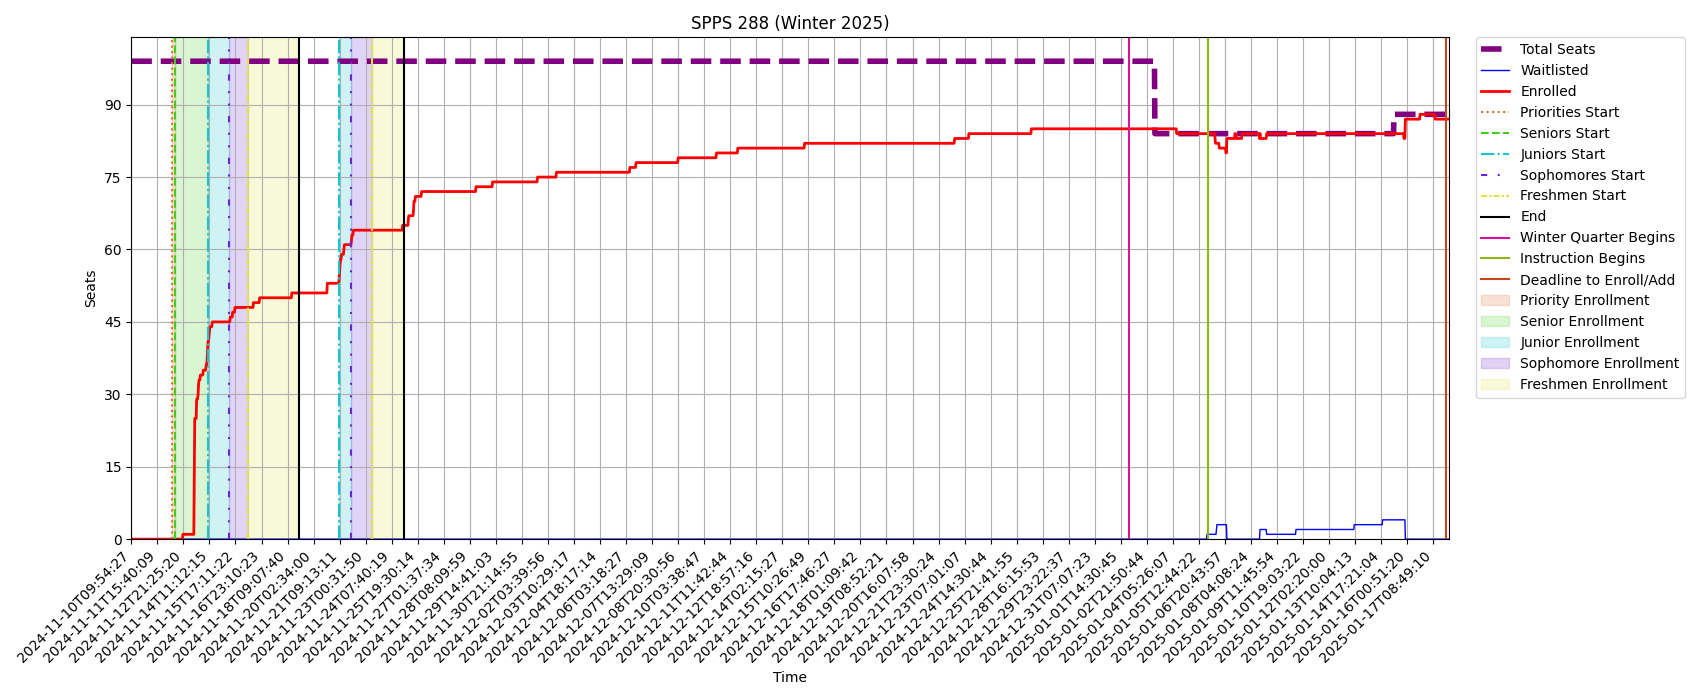 SPPS 288 (Winter 2025)
Seats
90
75
60
45
30
15
0
2024-11-10T09:54:27
2024-11-11T15:40:09
2024-11-12T21:25:20
2024-11-14T11:12:15
2024-11-15T17:11:22
2024-11-16T23:10:23
2024-11-18T09:07:40
2024-11-20T02:34:00
2024-11-21T09:13:11
2024-11-23T00:31:50
2024-11-24T07:40:19
2024-11-25T19:30:14
2024-11-27T01:37:34
2024-11-28T08:09:59
2024-11-29T14:41:03
2024-11-30T21:14:55
2024-12-02T03:39:56
2024-12-03T10:29:17
2024-12-04T18:17:14
2024-12-06T03:18:27
2024-12-07T13:29:09
2024-12-08T20:30:56
2024-12-10T03:38:47
2024-12-11T11:42:44
2024-12-12T18:57:16
2024-12-14T02:15:27
2024-12-15T10:26:49
2024-12-16T17:46:27
2024-12-18T01:09:42
2024-12-19T08:52:21
2024-12-20T16:07:58
2024-12-21T23:30:24
2024-12-23T07:01:07
2024-12-24T14:30:44
2024-12-25T21:41:55
2024-12-28T16:15:53
2024-12-29T23:22:37
2024-12-31T07:07:23
2025-01-01T14:30:45
2025-01-02T21:50:44
2025-01-04T05:26:07
2025-01-05T12:44:22
2025-01-06T20:43:57
2025-01-08T04:08:24
2025-01-09T11:45:54
2025-01-10T19:03:22
2025-01-12T02:20:00
2025-01-13T10:04:13
2025-01-14T17:21:04
2025-01-16T00:51:20
2025-01-17T08:49:10
Time
Total Seats
Waitlisted
Enrolled
Priorities Start
Seniors Start
Juniors Start
Sophomores Start
Freshmen Start
End
Winter Quarter Begins
Instruction Begins
Deadline to Enroll/Add
Priority Enrollment
Senior Enrollment
Junior Enrollment
Sophomore Enrollment
Freshmen Enrollment